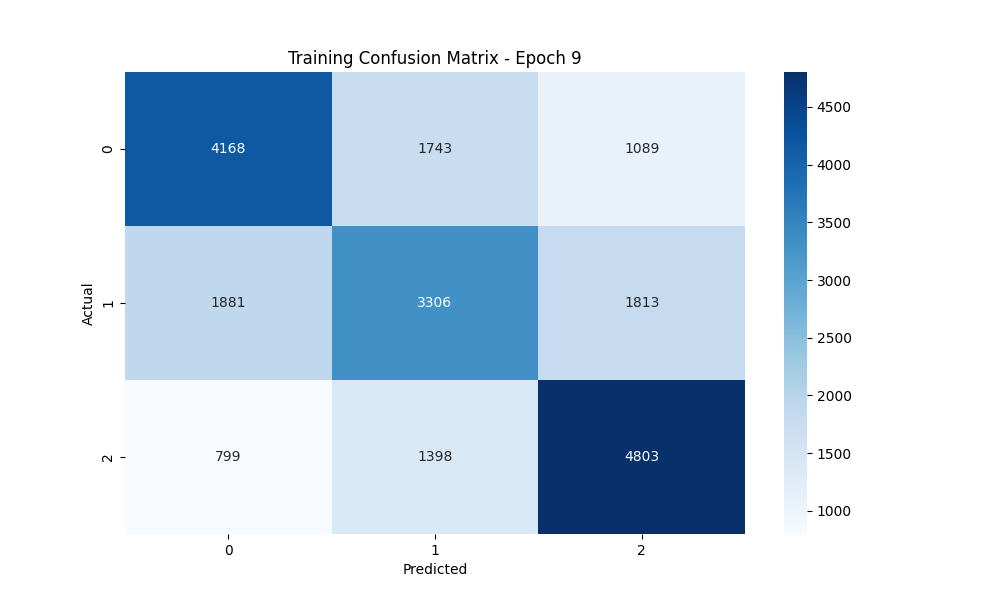 Training Confusion Matrix - Epoch 9
0 4168 1743 1089
1 1881 3306 1813
2 799 1398 4803
0 1 2
Predicted
Actual
4500
4000
3500
3000
2500
2000
1500
1000